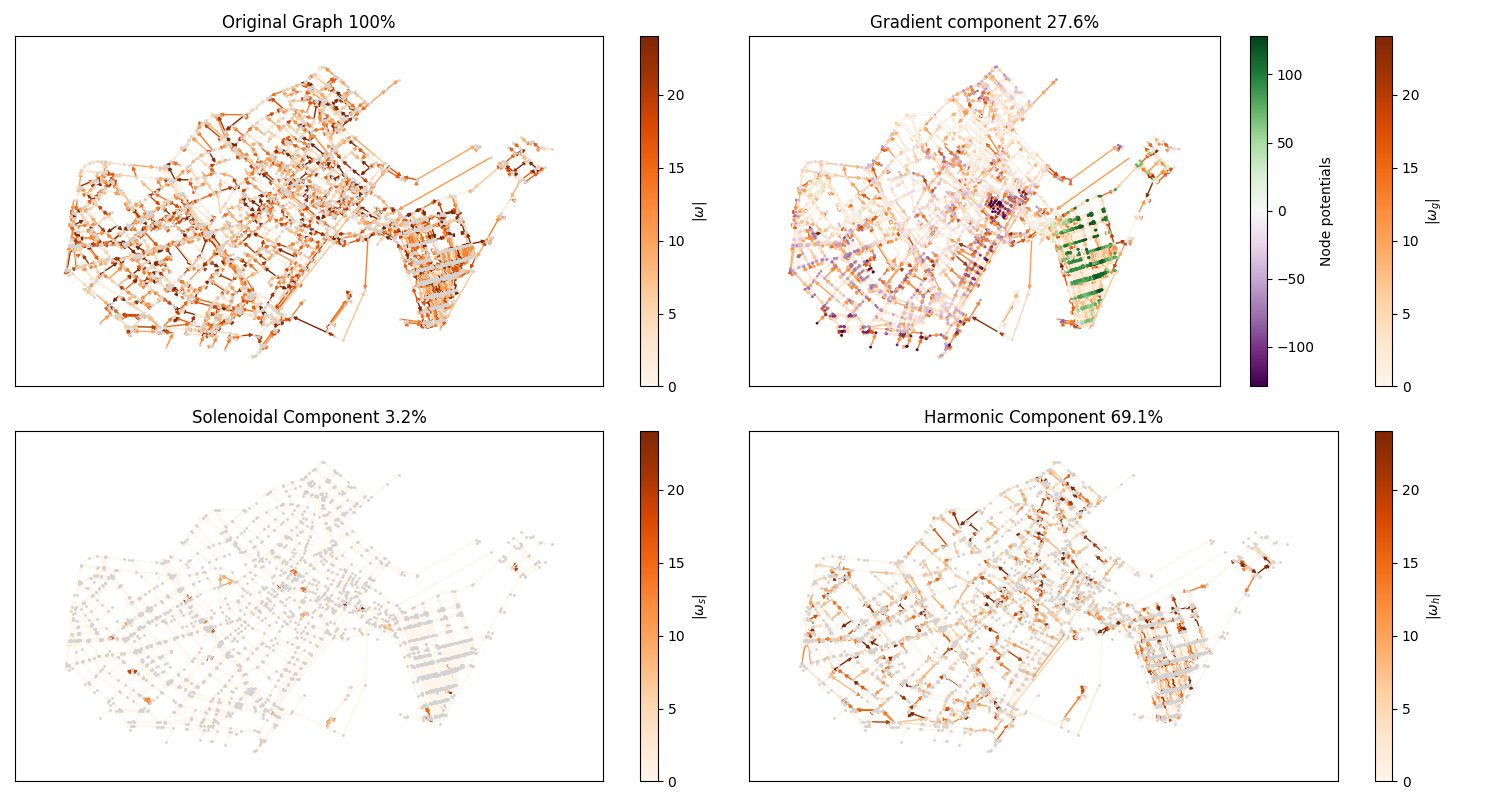 Original Graph 100%
20
15
10
5
0
|ω|
Gradient component 27.6%
100
50
0
−50
−100
Node potentials
20
15
10
5
0
|ω_g|
Solenoidal Component 3.2%
20
15
10
5
0
|ω_s|
Harmonic Component 69.1%
20
15
10
5
0
|ω_h|